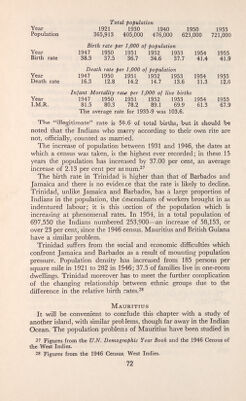 Total population
Year 1921 1930 1940 1950 1955
Population 365,913 405,000 476,000 623,000 721,000
Birth rate per 1,000 of population
Year 1947 1950 1951 1952 1953 1954 1955
Birth rate 38.3 37.5 36.7 34.6 37.7 41.4 41.9
Death rate per 1,000 of population
Year 1947 1950 1951 1952 1953 1954 1955
Death rate 16.3 12.8 14.2 14.7 13.6 11.3 12.6
Infant Mortality rate per 1,000 of live births
Year 1947 1950 1951 1952 1953 1954 1955
I.M.R. 81.5 80.3 78.2 89.1 69.9 61.3 67.9
The average rate for 1935-9 was 103.6.
The “illegitimate” rate is 59.6 of total births, but it should be
noted that the Indians who marry according to their own rite are
not, officially, counted as married.
The increase of population between 1931 and 1946, the dates at
which a census was taken, is the highest ever recorded; in these 15
years the population has increased by 37.00 per cent, an average
increase of 2.13 per cent per annum.27
The birth rate in Trinidad is higher than that of Barbados and
Jamaica and there is no evidence that the rate is likely to decline.
Trinidad, unlike Jamaica and Barbados, has a large proportion of
Indians in the population, the descendants of workers brought in as
indentured labour; it is this section of the population which is
increasing at phenomenal rates. In 1954, in a total population of
697,550 the Indians numbered 253,900—an increase of 58,153, or
over 23 per cent, since the 1946 census. Mauritius and British Guiana
have a similar problem.
Trinidad suffers from the social and economic difficulties which
confront Jamaica and Barbados as a result of mounting population
pressure. Population density has increased from 185 persons per
square mile in 1921 to 282 in 1946; 37.5 of families live in one-room
dwellings. Trinidad moreover has to meet the further complication
of the changing relationship between ethnic groups due to the
difference in the relative birth rates.28
MAURITIUS
It will be convenient to conclude this chapter with a study of
another island, with similar problems, though far away in the Indian
Ocean. The population problems of Mauritius have been studied in
27 Figures from the U.N. Demographic Year Book and the 1946 Census of
the West Indies.
28 Figures from the 1946 Census West Indies.
72